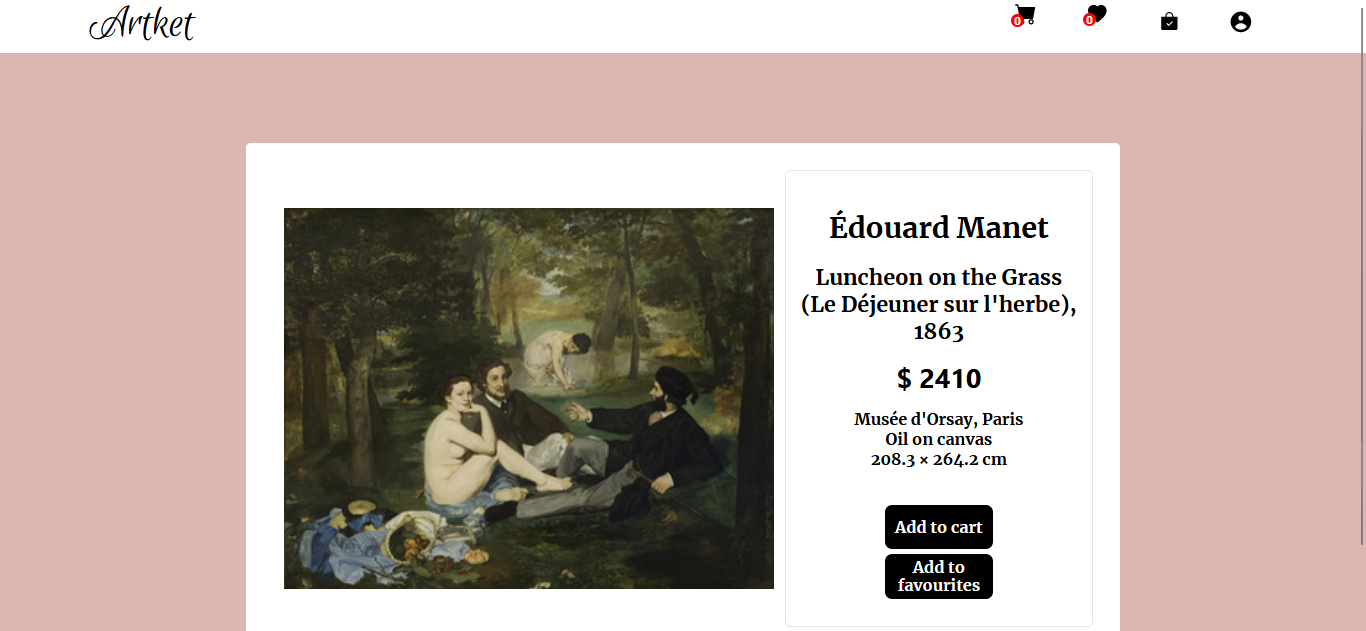 Artket
0
0
Édouard Manet
Luncheon on the Grass
(Le Déjeuner sur l'herbe),
1863
$ 2410
Musée d'Orsay, Paris
Oil on canvas
208.3 × 264.2 cm
Add to cart
Add to
favourites